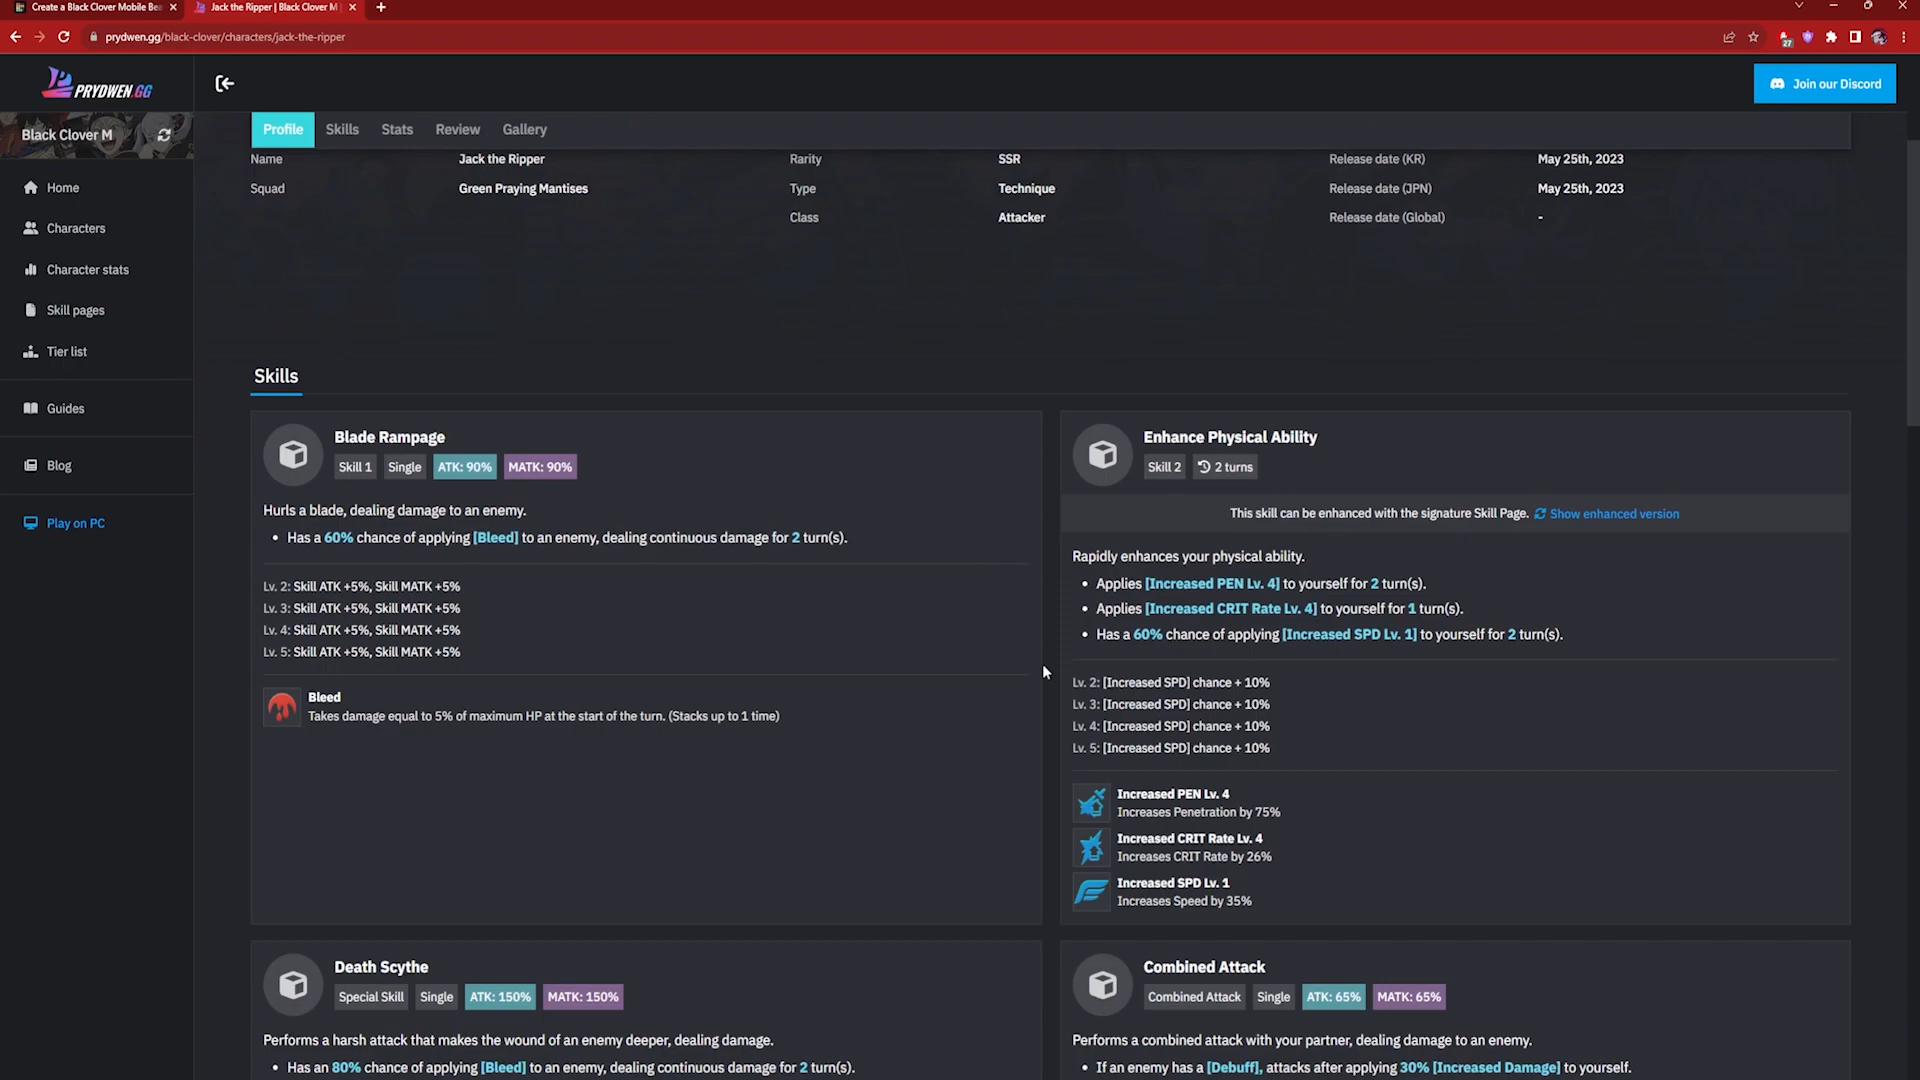 Create a Black Clover Mobile Bea
Jack the Ripper | Black Clover M
prydwen.gg/black-clover/characters/jack-the-ripper
27
PRYDWEN.GG
Join our Discord
Black Clover M
Profile Skills Stats Review Gallery
Name Jack the Ripper Rarity SSR Release date (KR) May 25th, 2023
Squad Green Praying Mantises Type Technique Release date (JPN) May 25th, 2023
Class Attacker Release date (Global) -
Home
Characters
Character stats
Skill pages
Tier list
Guides
Blog
Play on PC
Skills
Blade Rampage
Skill 1 Single ATK: 90% MATK: 90%
Hurls a blade, dealing damage to an enemy.
• Has a 60% chance of applying [Bleed] to an enemy, dealing continuous damage for 2 turn(s).
Lv. 2: Skill ATK +5%, Skill MATK +5%
Lv. 3: Skill ATK +5%, Skill MATK +5%
Lv. 4: Skill ATK +5%, Skill MATK +5%
Lv. 5: Skill ATK +5%, Skill MATK +5%
Bleed
Takes damage equal to 5% of maximum HP at the start of the turn. (Stacks up to 1 time)
Enhance Physical Ability
Skill 2 2 turns
This skill can be enhanced with the signature Skill Page. Show enhanced version
Rapidly enhances your physical ability.
• Applies [Increased PEN Lv. 4] to yourself for 2 turn(s).
• Applies [Increased CRIT Rate Lv. 4] to yourself for 1 turn(s).
• Has a 60% chance of applying [Increased SPD Lv. 1] to yourself for 2 turn(s).
Lv. 2: [Increased SPD] chance + 10%
Lv. 3: [Increased SPD] chance + 10%
Lv. 4: [Increased SPD] chance + 10%
Lv. 5: [Increased SPD] chance + 10%
Increased PEN Lv. 4
Increases Penetration by 75%
Increased CRIT Rate Lv. 4
Increases CRIT Rate by 26%
Increased SPD Lv. 1
Increases Speed by 35%
Death Scythe
Special Skill Single ATK: 150% MATK: 150%
Performs a harsh attack that makes the wound of an enemy deeper, dealing damage.
• Has an 80% chance of applying [Bleed] to an enemy, dealing continuous damage for 2 turn(s).
Combined Attack
Combined Attack Single ATK: 65% MATK: 65%
Performs a combined attack with your partner, dealing damage to an enemy.
• If an enemy has a [Debuff], attacks after applying 30% [Increased Damage] to yourself.